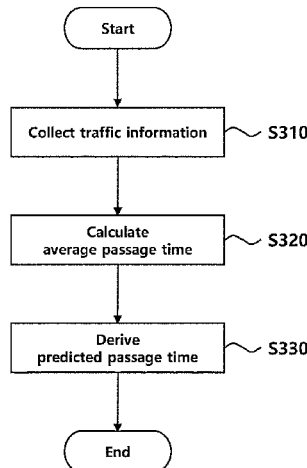 Start
Collect traffic information
S310
Calculate
average passage time
S320
Derive
predicted passage time
S330
End